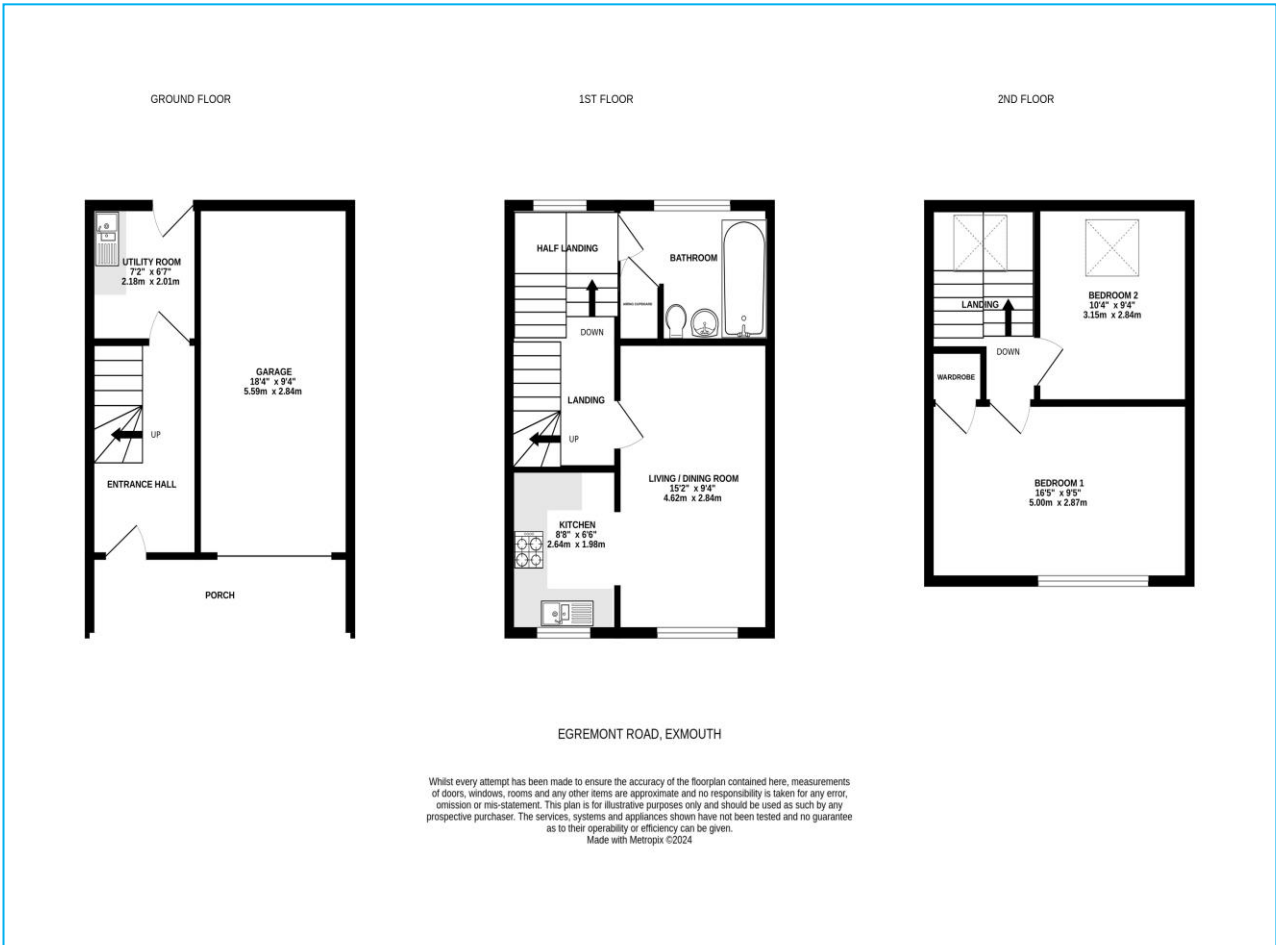 GROUND FLOOR
1ST FLOOR
2ND FLOOR
UTILITY ROOM
7'2" x 6'7"
2.18m x 2.01m
GARAGE
18'4" x 9'4"
5.59m x 2.84m
UP
ENTRANCE HALL
PORCH
HALF LANDING
BATHROOM
AIRING CUPBOARD
DOWN
LANDING
UP
LIVING / DINING ROOM
15'2" x 9'4"
4.62m x 2.84m
KITCHEN
8'8" x 6'6"
2.64m x 1.98m
LANDING
DOWN
BEDROOM 2
10'4" x 9'4"
3.15m x 2.84m
WARDROBE
BEDROOM 1
16'5" x 9'5"
5.00m x 2.87m
EGREMONT ROAD, EXMOUTH
Whilst every attempt has been made to ensure the accuracy of the floorplan contained here, measurements
of doors, windows, rooms and any other items are approximate and no responsibility is taken for any error,
omission or mis-statement. This plan is for illustrative purposes only and should be used as such by any
prospective purchaser. The services, systems and appliances shown have not been tested and no guarantee
as to their operability or efficiency can be given.
Made with Metropix ©2024